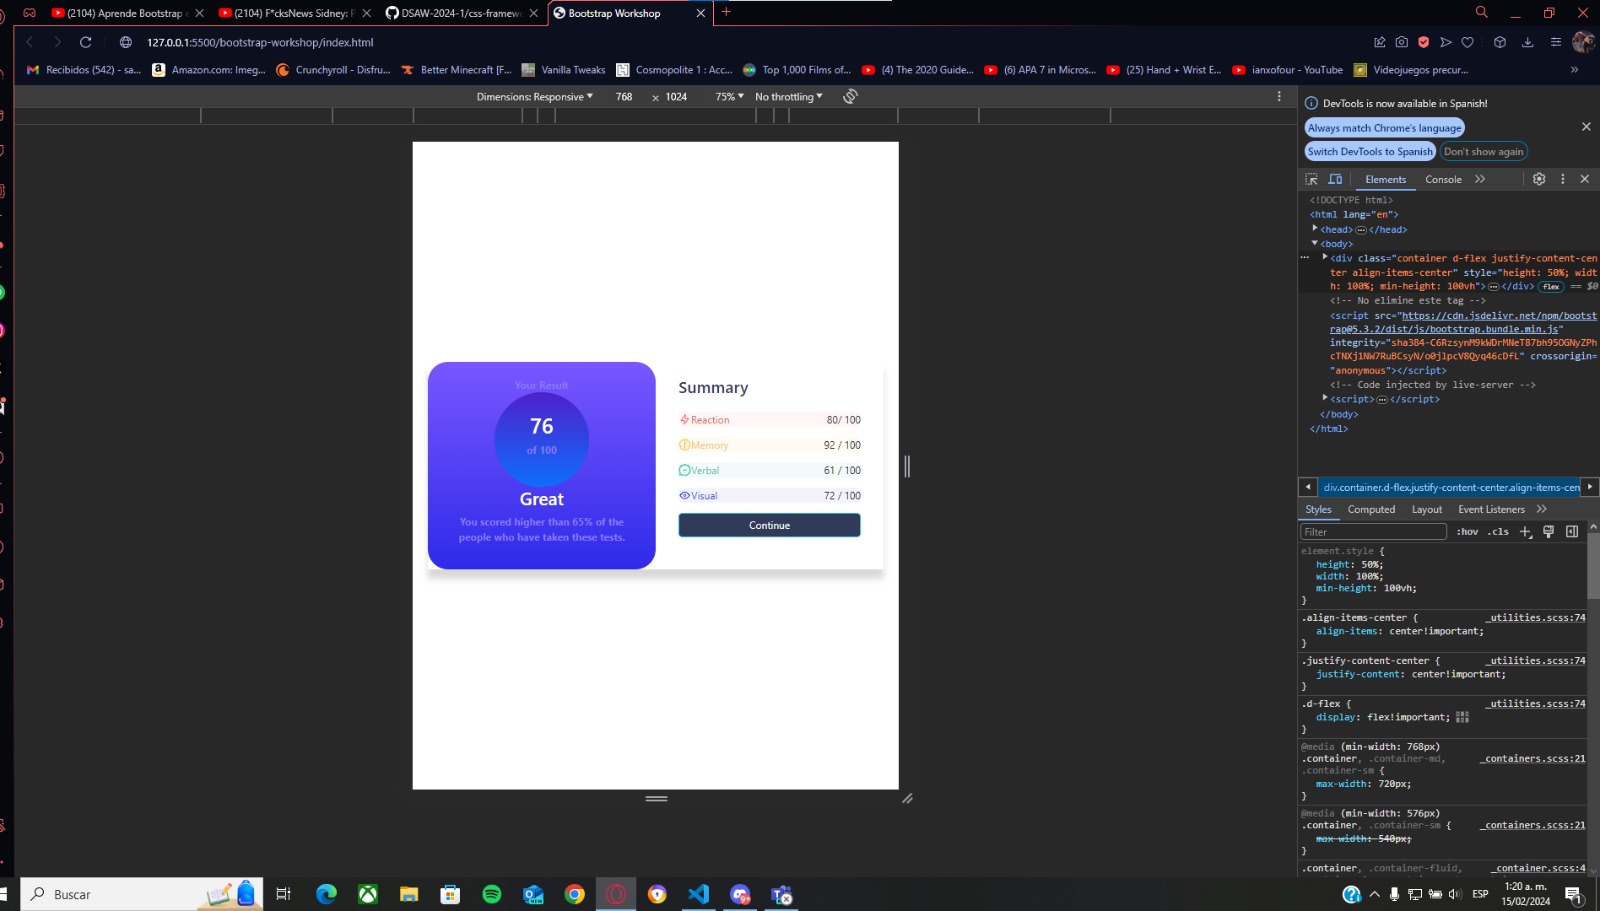 (2104) Aprende Bootstrap e
(2104) F*cksNews Sidney: P
DSAW-2024-1/css-framew
Bootstrap Workshop
127.0.0.1:5500/bootstrap-workshop/index.html
Recibidos (542) - sa...
Amazon.com: Imeg...
Crunchyroll - Disfru...
Better Minecraft [F...
Vanilla Tweaks
Cosmopolite 1 : Acc...
Top 1,000 Films of...
(4) The 2020 Guide...
(6) APA 7 in Micros...
(25) Hand + Wrist E...
ianxofour - YouTube
Videojuegos precur...
Dimensions: Responsive
768 x 1024
75%
No throttling
Your Result
76
of 100
Great
You scored higher than 65% of the
people who have taken these tests.
Summary
Reaction 80/ 100
Memory 92 / 100
Verbal 61 / 100
Visual 72 / 100
Continue
DevTools is now available in Spanish!
Always match Chrome's language
Switch DevTools to Spanish Don't show again
Elements Console
<!DOCTYPE html>
<html lang="en">
<head>…</head>
<body>
<div class="container d-flex justify-content-cen
ter align-items-center" style="height: 50%; widt
h: 100%; min-height: 100vh">…</div> flex == $0
<!-- No elimine este tag -->
<script src="https://cdn.jsdelivr.net/npm/bootst
rap@5.3.2/dist/js/bootstrap.bundle.min.js"
integrity="sha384-C6RzsynM9kWDrMNeT87bh95OGNyZPh
cTNXj1NW7RuBCsyN/o0jlpcV8Qyq46cDfL" crossorigin=
"anonymous"></script>
<!-- Code injected by live-server -->
<script>…</script>
</body>
</html>
div.container.d-flex.justify-content-center.align-items-cen
Styles Computed Layout Event Listeners
Filter :hov .cls
element.style {
height: 50%;
width: 100%;
min-height: 100vh;
}
.align-items-center { _utilities.scss:74
align-items: center!important;
}
.justify-content-center { _utilities.scss:74
justify-content: center!important;
}
.d-flex { _utilities.scss:74
display: flex!important;
}
@media (min-width: 768px)
.container, .container-md, _containers.scss:21
.container-sm {
max-width: 720px;
}
@media (min-width: 576px)
.container, .container-sm { _containers.scss:21
max-width: 540px;
}
.container, .container-fluid, _container.scss:4
Buscar
ESP
1:20 a. m.
15/02/2024